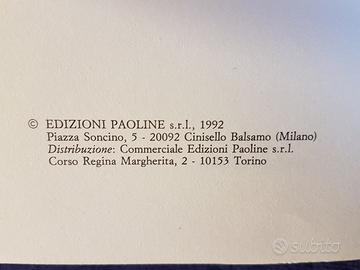 © EDIZIONI PAOLINE s.r.l., 1992
Piazza Soncino, 5 - 20092 Cinisello Balsamo (Milano)
Distribuzione: Commerciale Edizioni Paoline s.r.l.
Corso Regina Margherita, 2 - 10153 Torino
subito